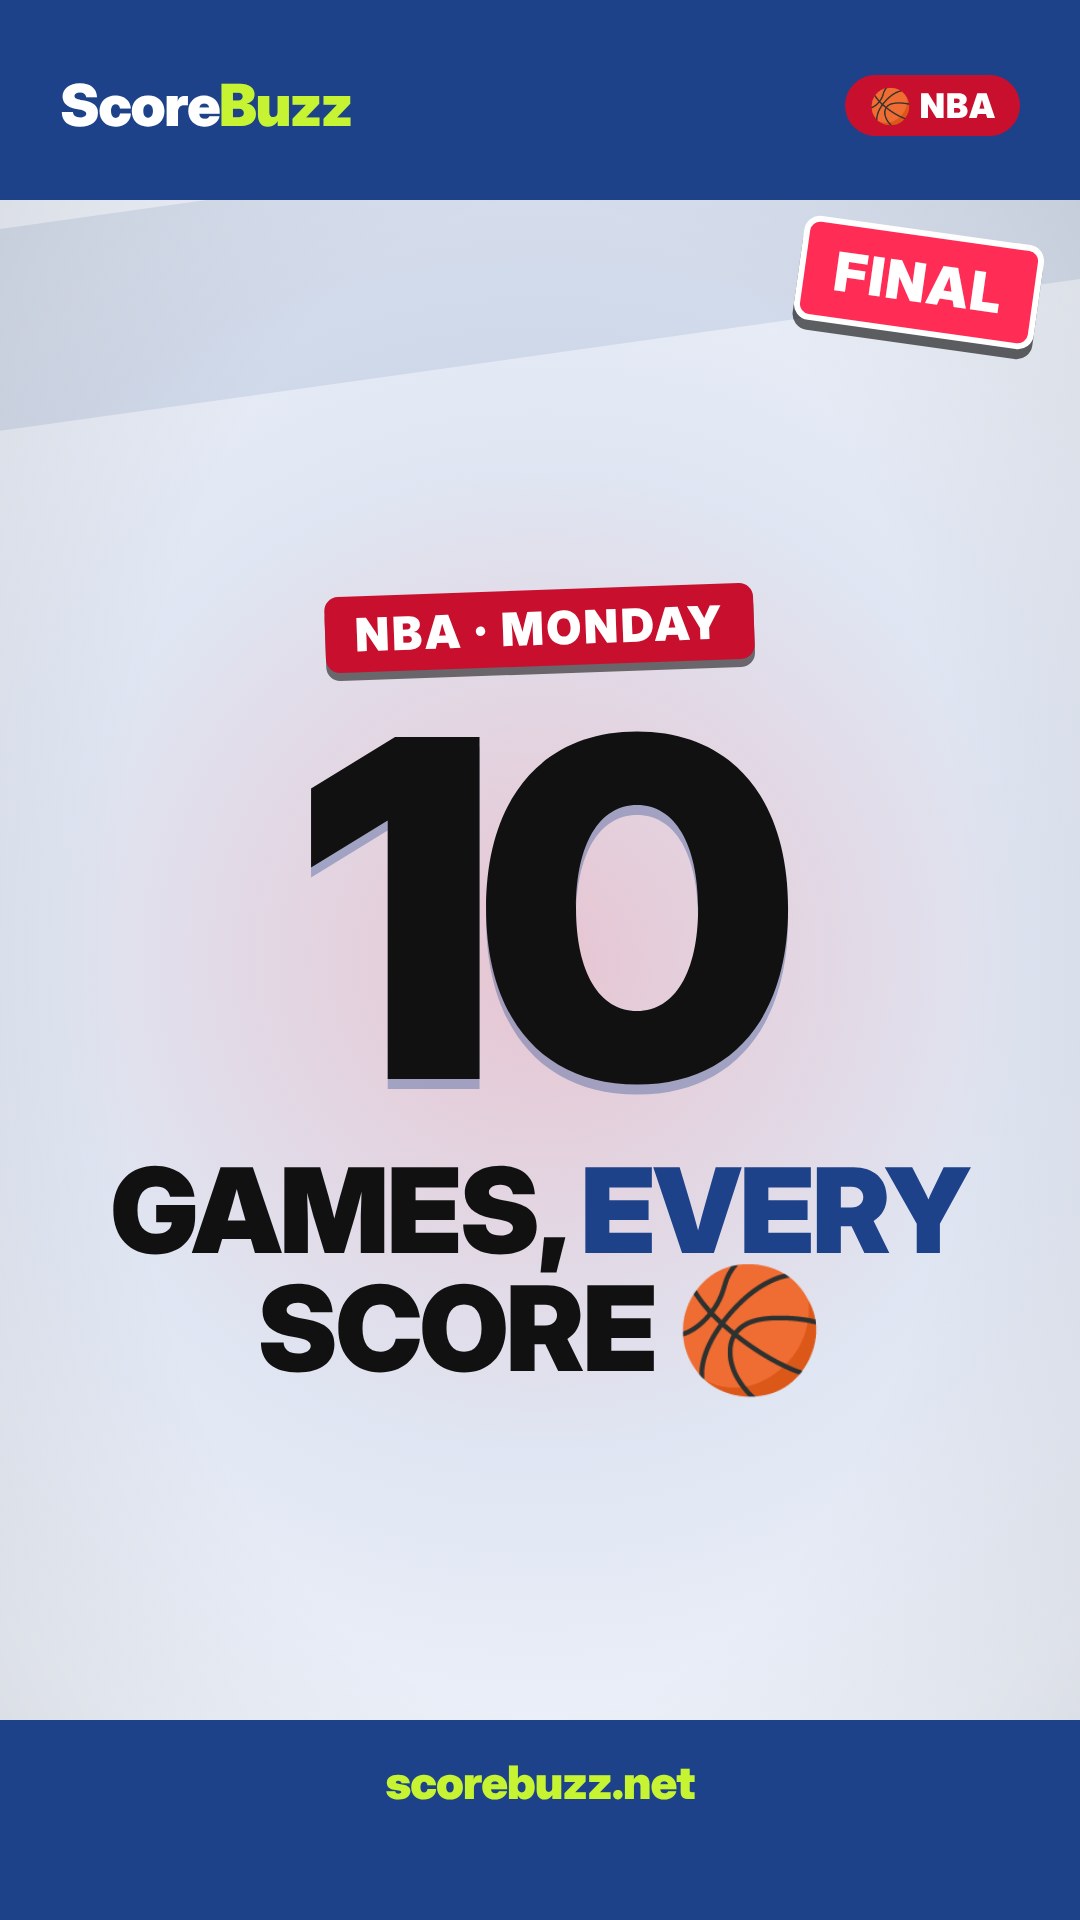 ScoreBuzz
🏀 NBA
FINAL
NBA · MONDAY
10
GAMES, EVERY
SCORE 🏀
scorebuzz.net